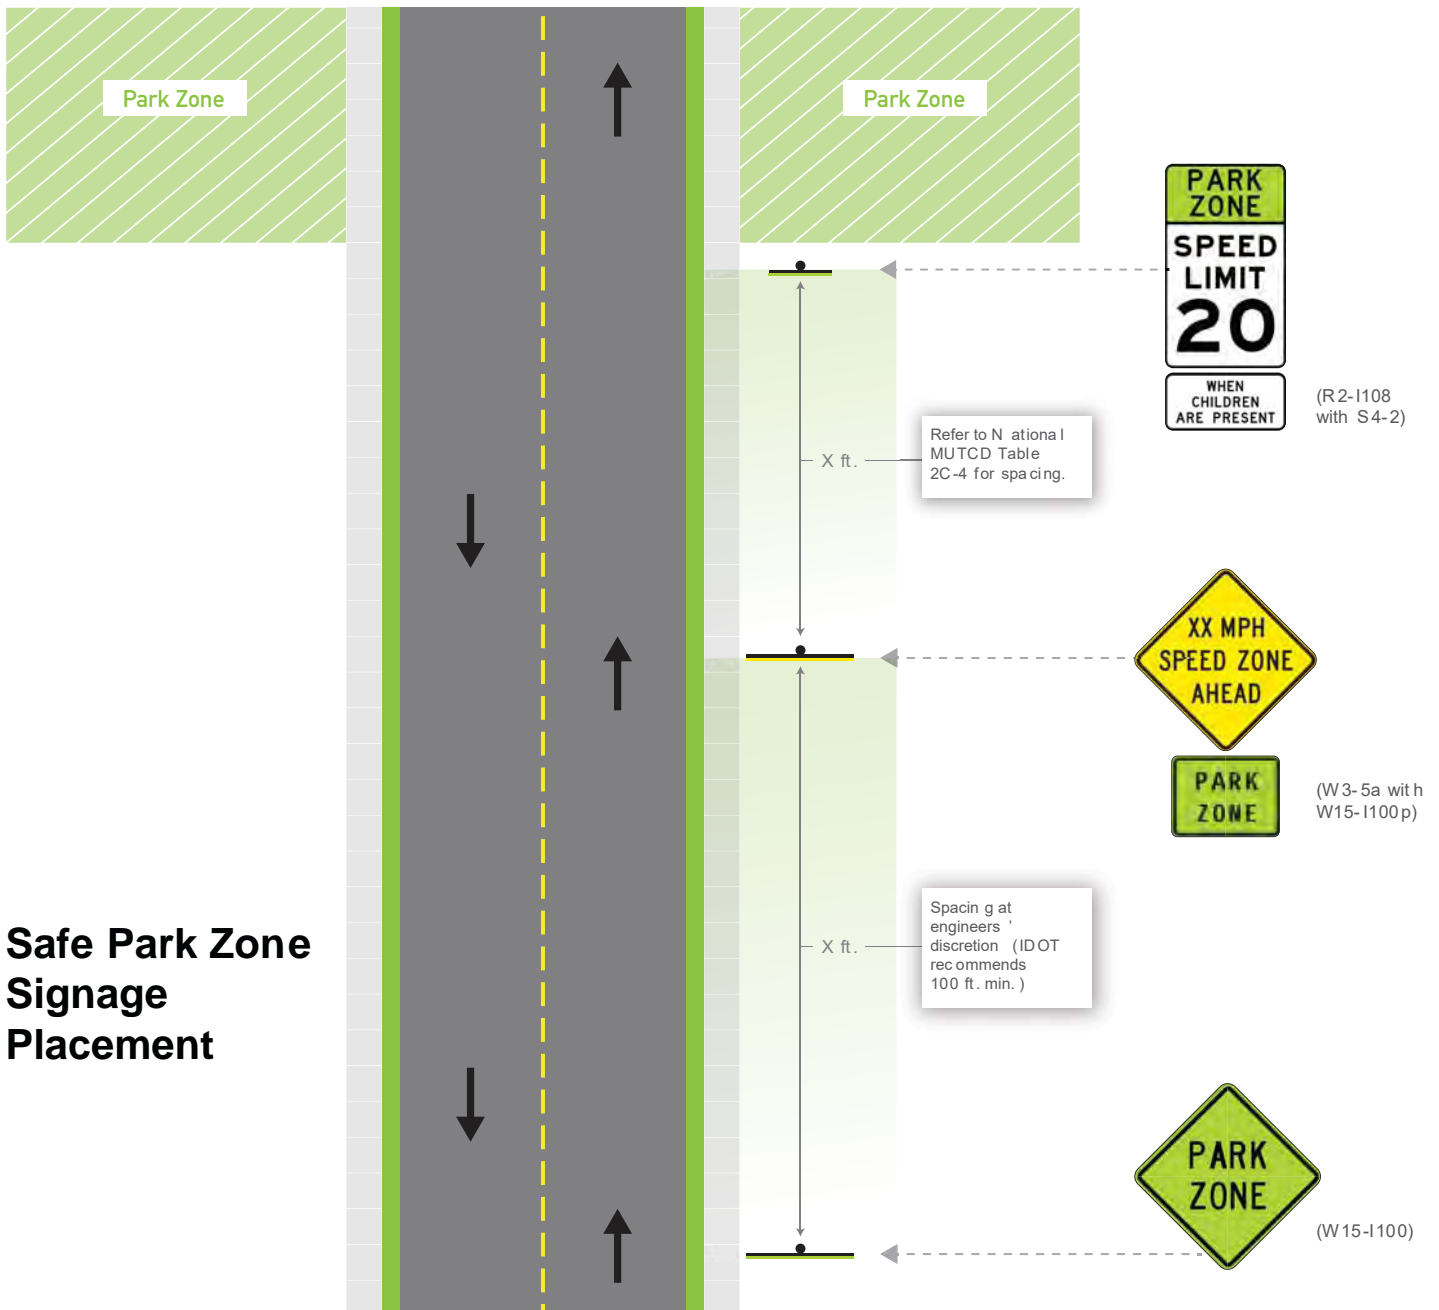 Park Zone
Park Zone
PARK
ZONE
SPEED
LIMIT
20
WHEN
CHILDREN
ARE PRESENT
(R2-I108
with S4-2)
Refer to National
MUTCD Table
2C-4 for spacing.
X ft.
XX MPH
SPEED ZONE
AHEAD
PARK
ZONE
(W3-5a with
W15-I100p)
Spacing at
engineers’
discretion (IDOT
recommends
100 ft. min.)
X ft.
Safe Park Zone
Signage
Placement
PARK
ZONE
(W15-I100)